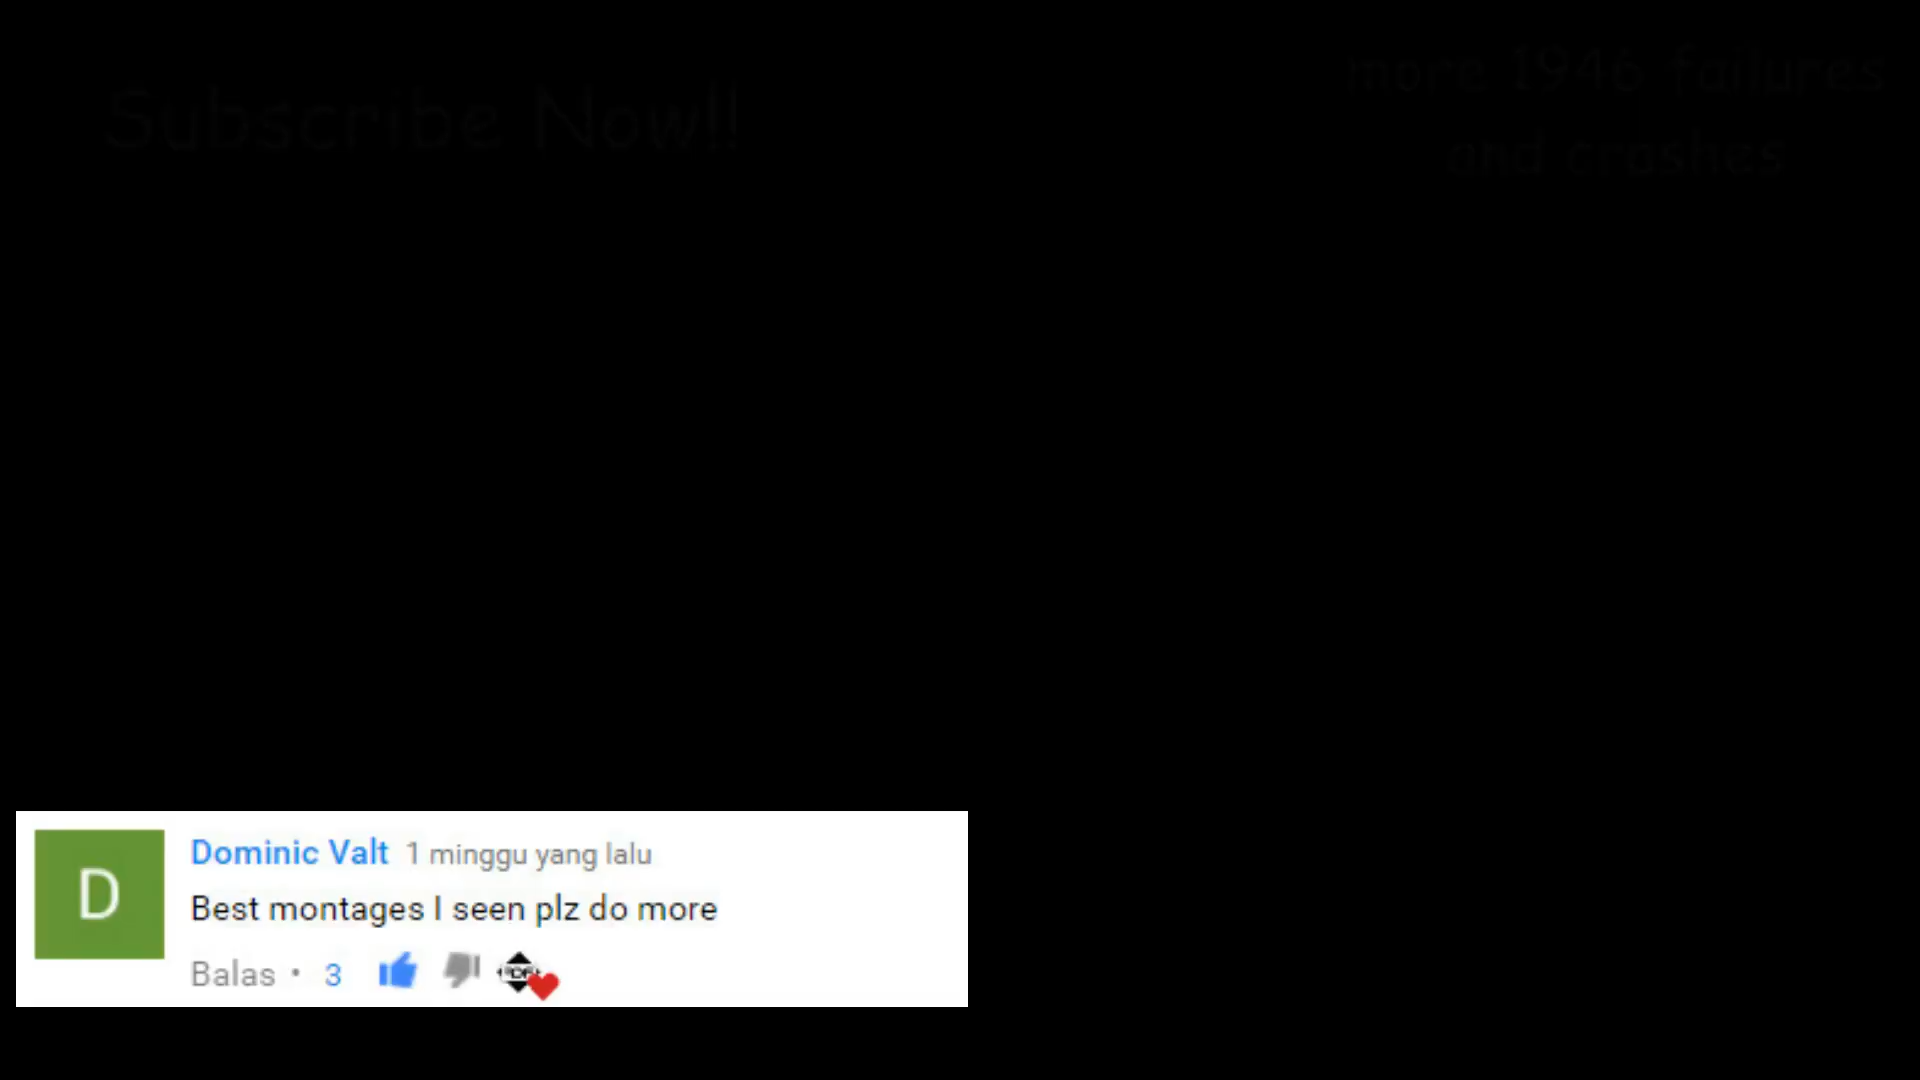 Subscribe Now!!
more 1946 failures
and crashes
D
Dominic Valt 1 minggu yang lalu
Best montages I seen plz do more
Balas • 3